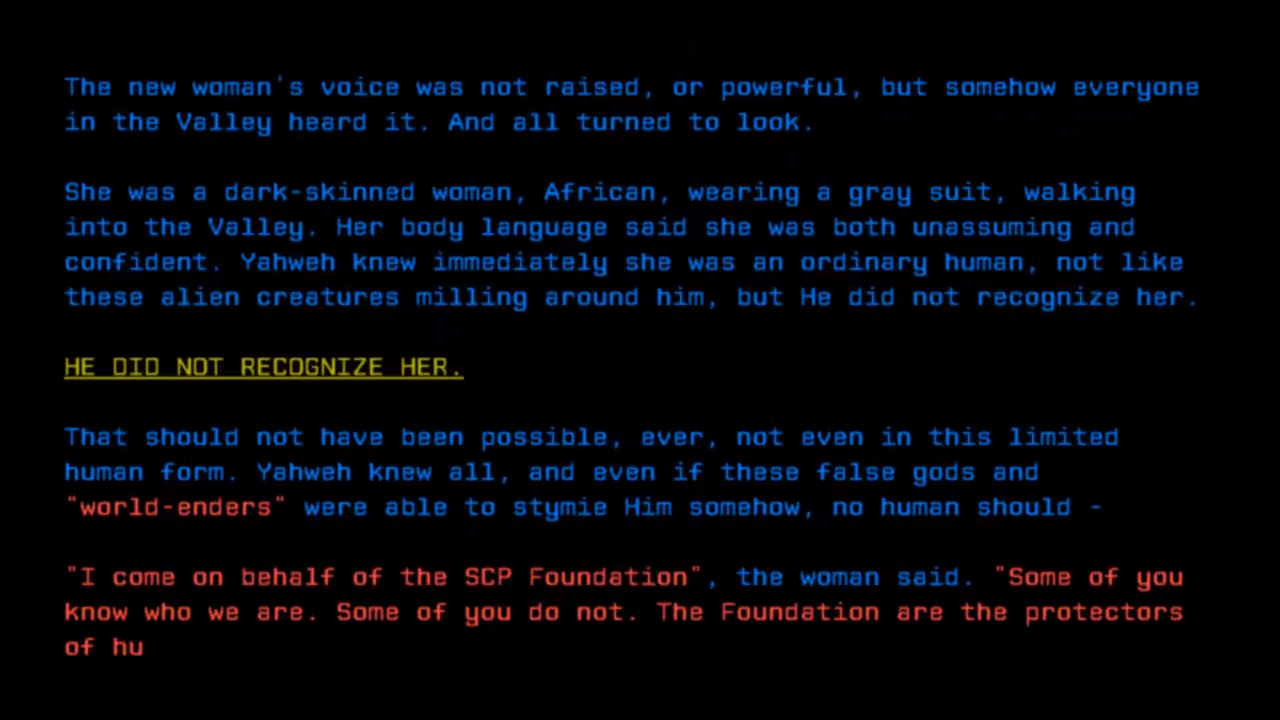 The new woman's voice was not raised, or powerful, but somehow everyone
in the Valley heard it. And all turned to look.
She was a dark-skinned woman, African, wearing a gray suit, walking
into the Valley. Her body language said she was both unassuming and
confident. Yahweh knew immediately she was an ordinary human, not like
these alien creatures milling around him, but He did not recognize her.
HE DID NOT RECOGNIZE HER.
That should not have been possible, ever, not even in this limited
human form. Yahweh knew all, and even if these false gods and
"world-enders" were able to stymie Him somehow, no human should -
"I come on behalf of the SCP Foundation", the woman said. "Some of you
know who we are. Some of you do not. The Foundation are the protectors
of hu